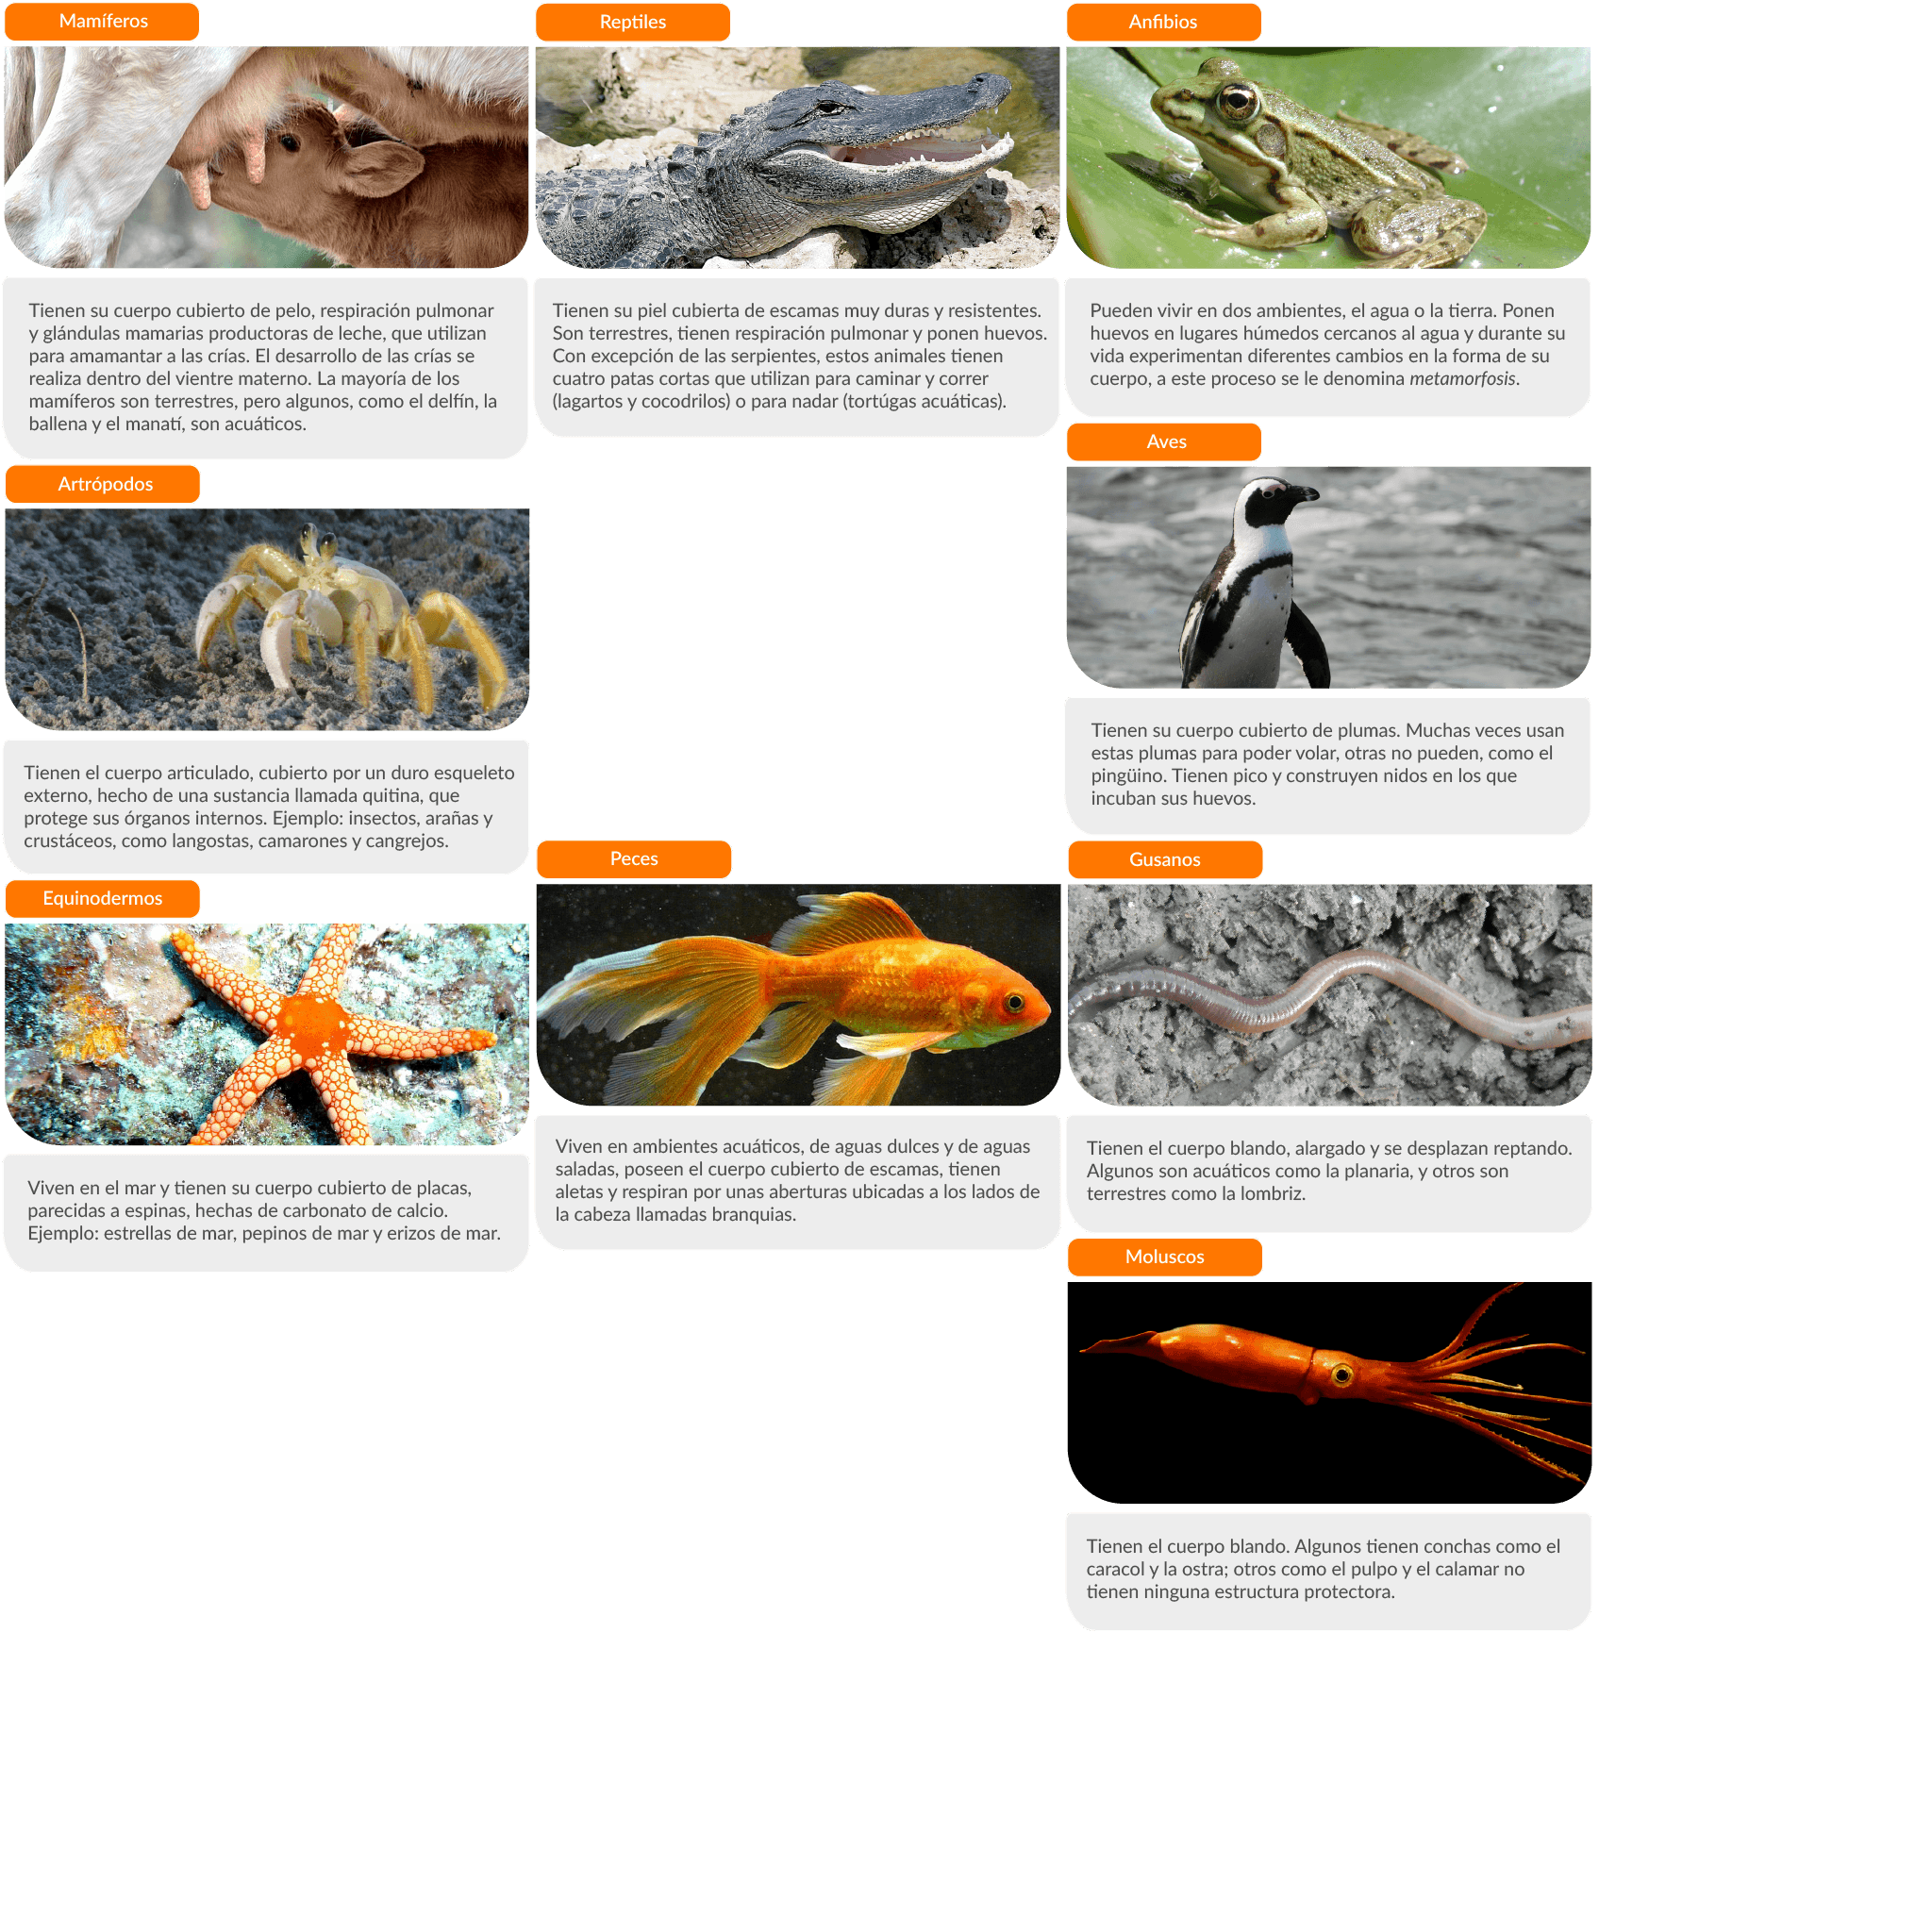 Mamíferos
Tienen su cuerpo cubierto de pelo, respiración pulmonar
y glándulas mamarias productoras de leche, que utilizan
para amamantar a las crías. El desarrollo de las crías se
realiza dentro del vientre materno. La mayoría de los
mamíferos son terrestres, pero algunos, como el delfín, la
ballena y el manatí, son acuáticos.
Reptiles
Tienen su piel cubierta de escamas muy duras y resistentes.
Son terrestres, tienen respiración pulmonar y ponen huevos.
Con excepción de las serpientes, estos animales tienen
cuatro patas cortas que utilizan para caminar y correr
(lagartos y cocodrilos) o para nadar (tortúgas acuáticas).
Anfibios
Pueden vivir en dos ambientes, el agua o la tierra. Ponen
huevos en lugares húmedos cercanos al agua y durante su
vida experimentan diferentes cambios en la forma de su
cuerpo, a este proceso se le denomina metamorfosis.
Artrópodos
Tienen el cuerpo articulado, cubierto por un duro esqueleto
externo, hecho de una sustancia llamada quitina, que
protege sus órganos internos. Ejemplo: insectos, arañas y
crustáceos, como langostas, camarones y cangrejos.
Aves
Tienen su cuerpo cubierto de plumas. Muchas veces usan
estas plumas para poder volar, otras no pueden, como el
pingüino. Tienen pico y construyen nidos en los que
incuban sus huevos.
Equinodermos
Viven en el mar y tienen su cuerpo cubierto de placas,
parecidas a espinas, hechas de carbonato de calcio.
Ejemplo: estrellas de mar, pepinos de mar y erizos de mar.
Peces
Viven en ambientes acuáticos, de aguas dulces y de aguas
saladas, poseen el cuerpo cubierto de escamas, tienen
aletas y respiran por unas aberturas ubicadas a los lados de
la cabeza llamadas branquias.
Gusanos
Tienen el cuerpo blando, alargado y se desplazan reptando.
Algunos son acuáticos como la planaria, y otros son
terrestres como la lombriz.
Moluscos
Tienen el cuerpo blando. Algunos tienen conchas como el
caracol y la ostra; otros como el pulpo y el calamar no
tienen ninguna estructura protectora.